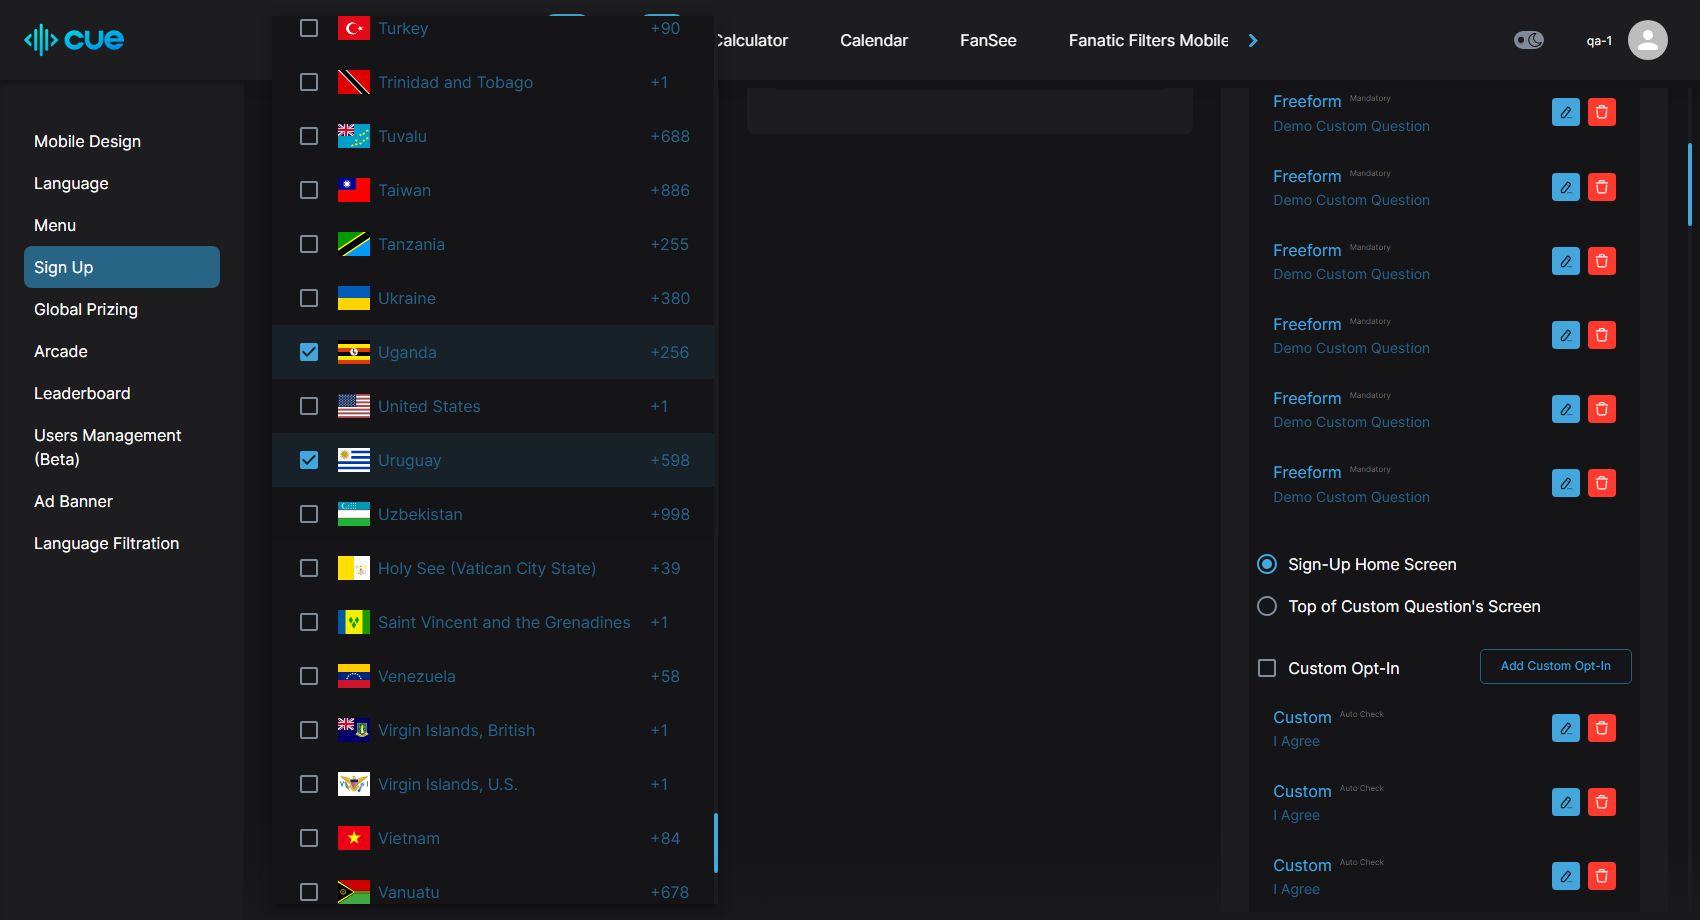 cue
Calculator
Calendar
FanSee
Fanatic Filters Mobile
qa-1
Mobile Design
Language
Menu
Sign Up
Global Prizing
Arcade
Leaderboard
Users Management
(Beta)
Ad Banner
Language Filtration
Turkey +90
Trinidad and Tobago +1
Tuvalu +688
Taiwan +886
Tanzania +255
Ukraine +380
Uganda +256
United States +1
Uruguay +598
Uzbekistan +998
Holy See (Vatican City State) +39
Saint Vincent and the Grenadines +1
Venezuela +58
Virgin Islands, British +1
Virgin Islands, U.S. +1
Vietnam +84
Vanuatu +678
Freeform Mandatory
Demo Custom Question
Freeform Mandatory
Demo Custom Question
Freeform Mandatory
Demo Custom Question
Freeform Mandatory
Demo Custom Question
Freeform Mandatory
Demo Custom Question
Freeform Mandatory
Demo Custom Question
Sign-Up Home Screen
Top of Custom Question's Screen
Custom Opt-In
Add Custom Opt-In
Custom Auto Check
I Agree
Custom Auto Check
I Agree
Custom Auto Check
I Agree